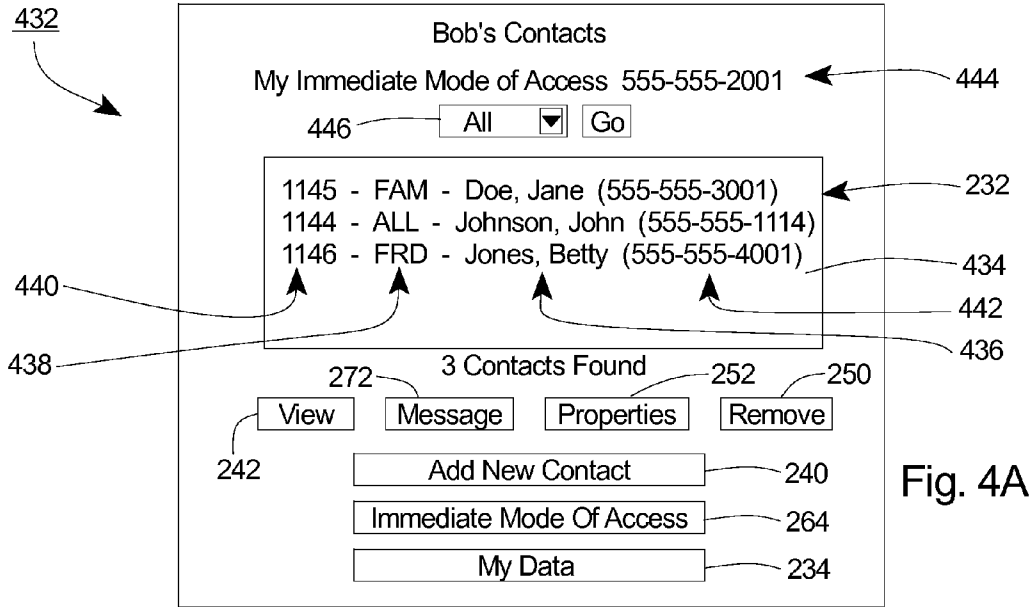 432
Bob's Contacts
My Immediate Mode of Access 555-555-2001
444
446
All Go
1145 - FAM - Doe, Jane (555-555-3001)
232
1144 - ALL - Johnson, John (555-555-1114)
1146 - FRD - Jones, Betty (555-555-4001)
434
440
442
438
436
3 Contacts Found
272
252
250
View Message Properties Remove
242
Add New Contact
240
Fig. 4A
Immediate Mode Of Access
264
My Data
234